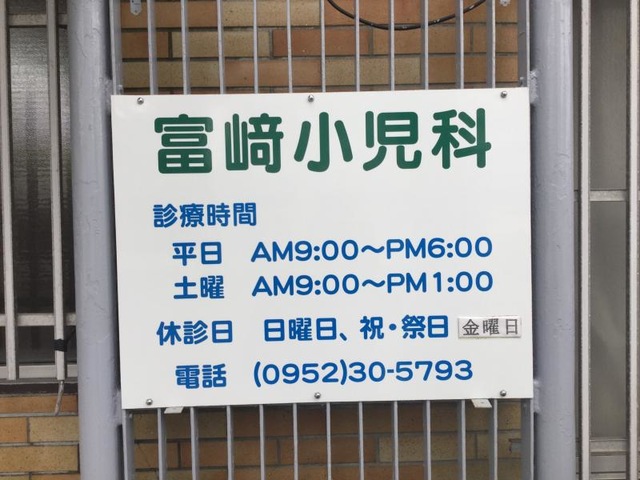 富﨑小児科
診療時間
平日 AM9:00～PM6:00
土曜 AM9:00～PM1:00
休診日 日曜日、祝・祭日 金曜日
電話 (0952)30-5793